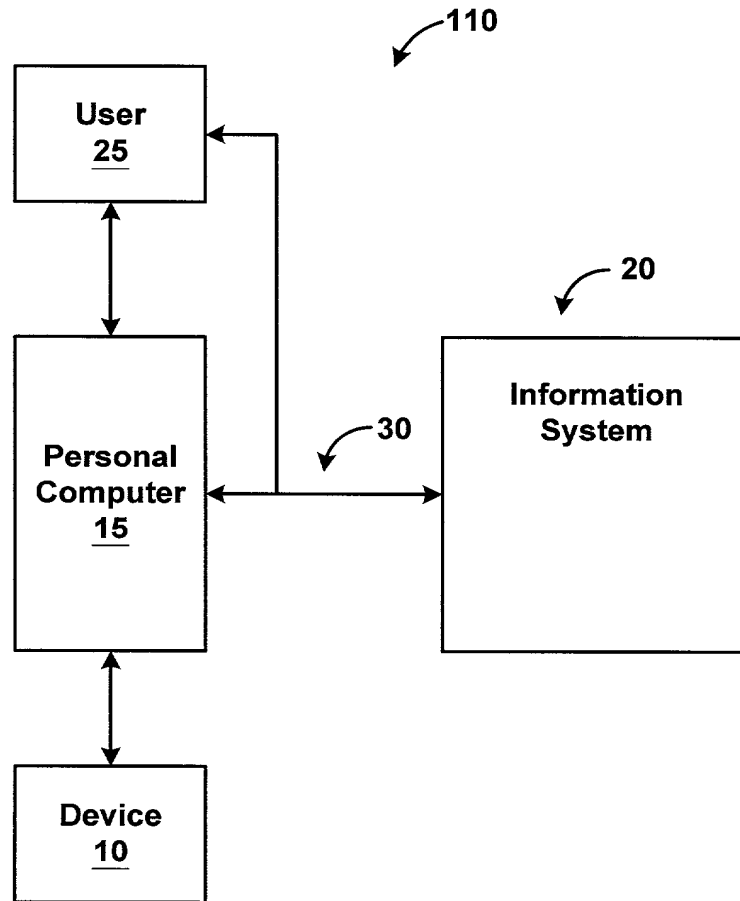 110
User
25
20
Information
System
30
Personal
Computer
15
Device
10